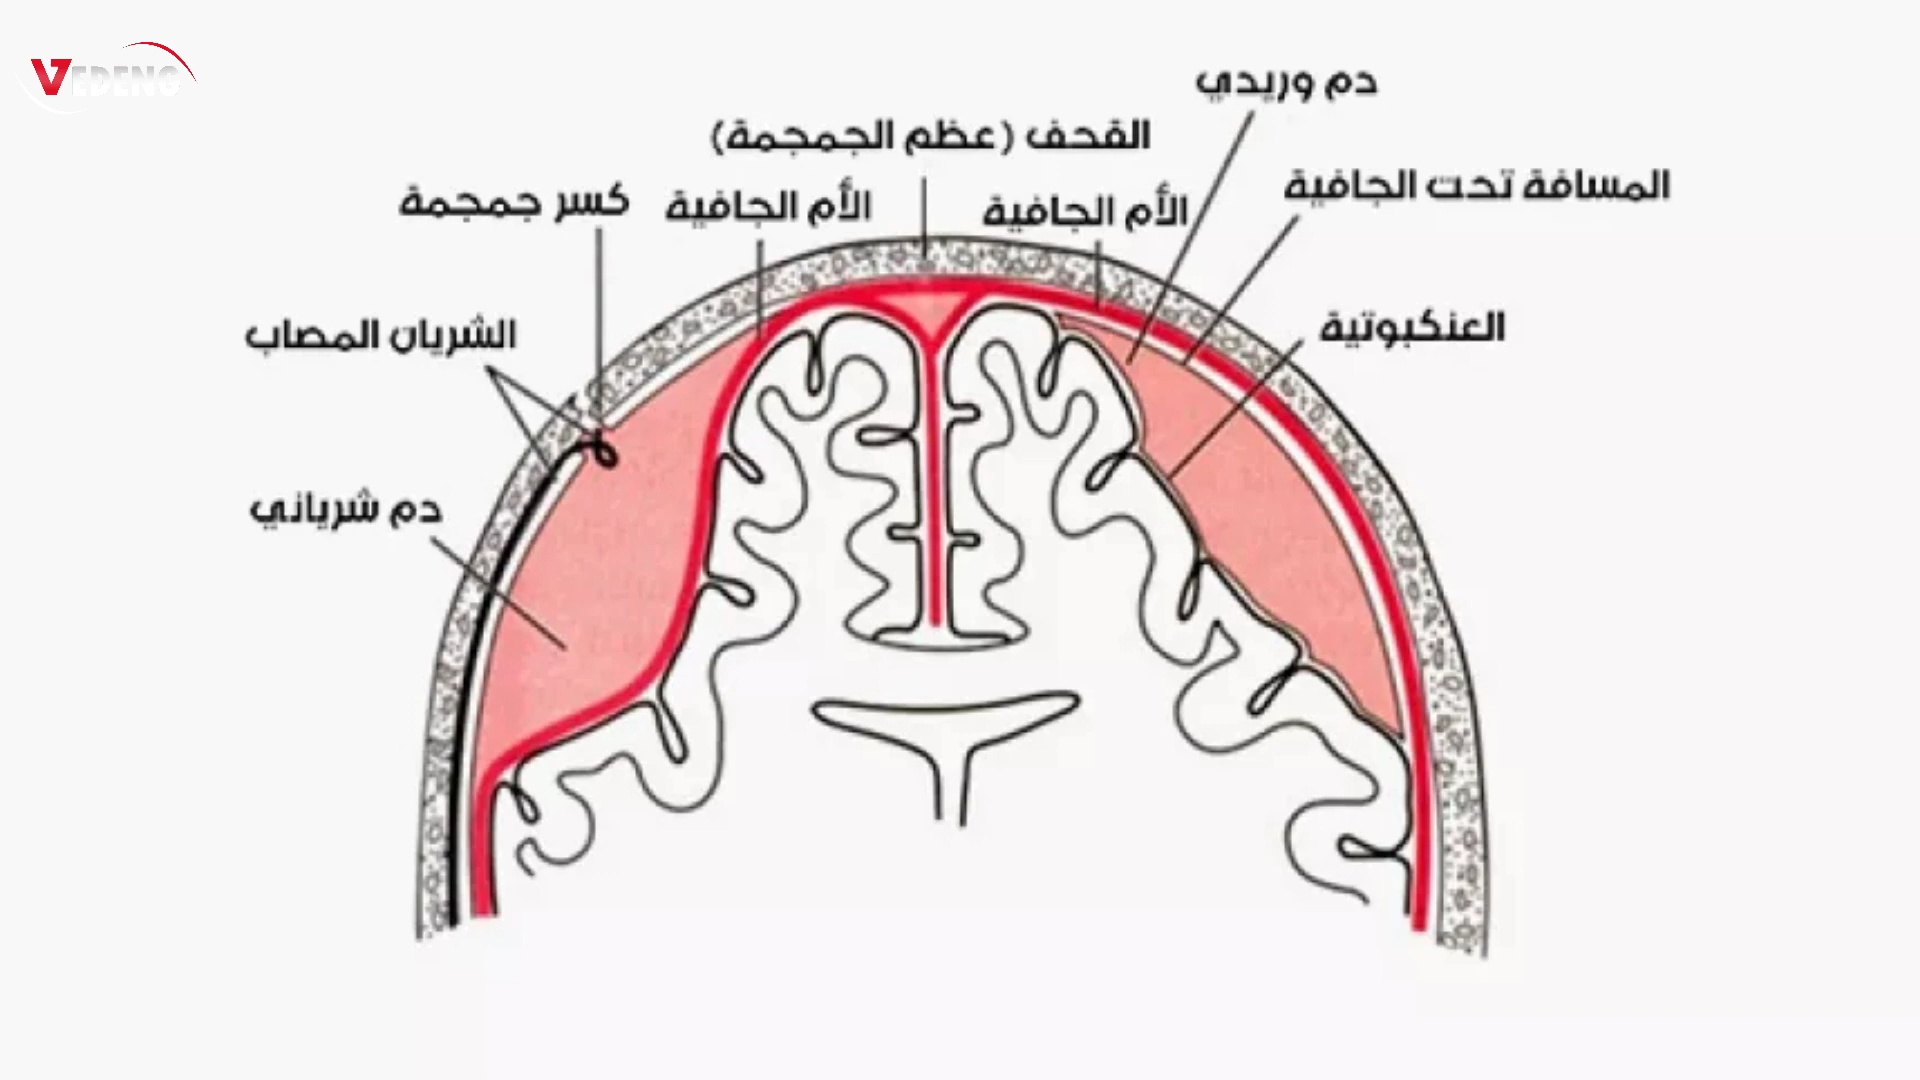 VEDENG
دم وريدي
القحف (عظم الجمجمة)
المسافة تحت الجافية
كسر جمجمة
الأم الجافية
الأم الجافية
العنكبوتية
الشريان المصاب
دم شرياني